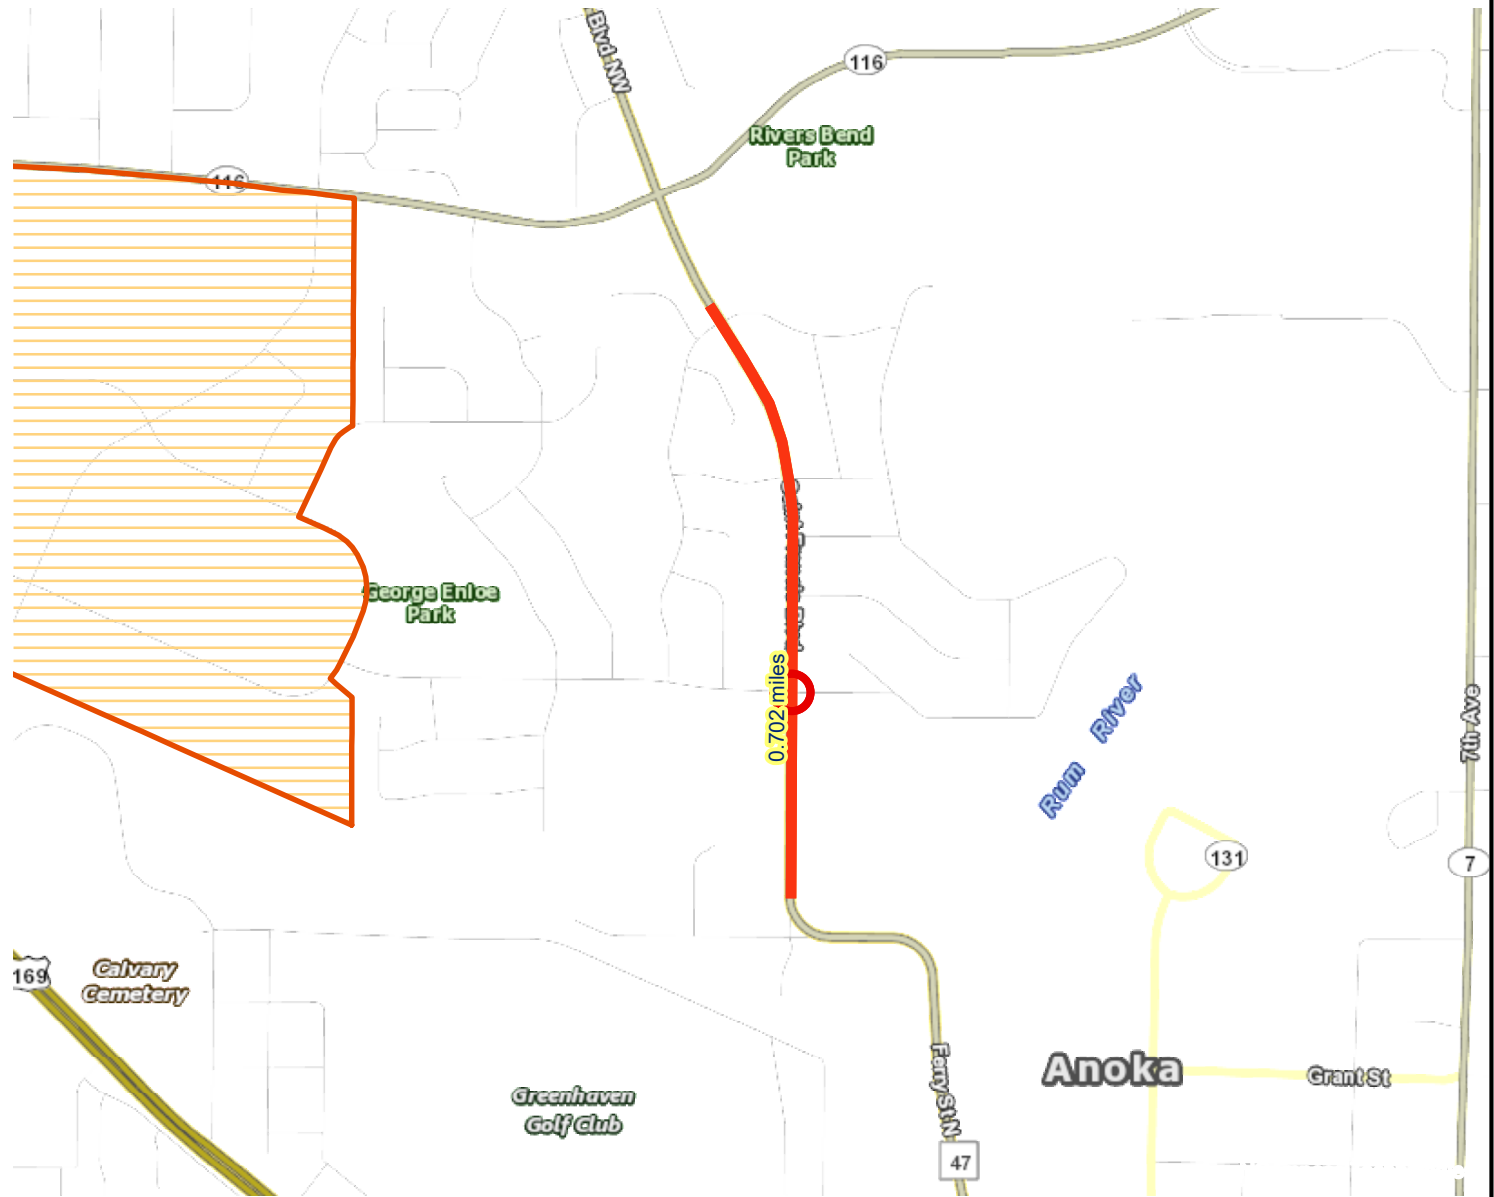 Blvd NW
116
Rivers Bend
Park
116
George Enloe
Park
0.702 miles
Rum River
7th Ave
131
7
169
Calvary
Cemetery
Anoka
Grant St
Greenhaven
Golf Club
Ferry St N
47